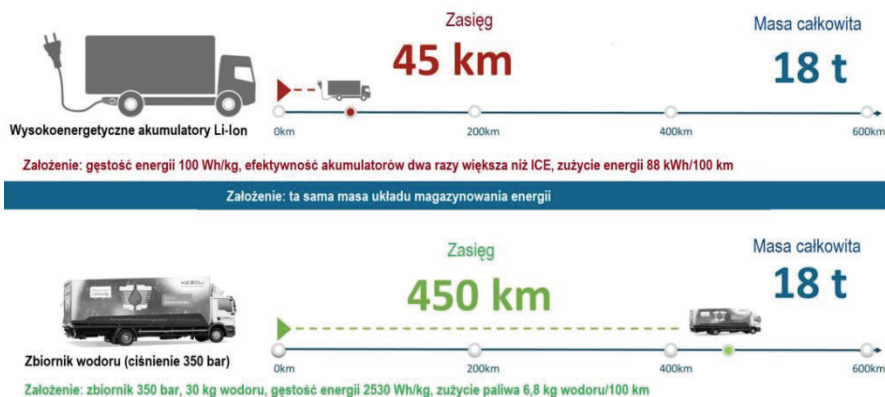 Zasięg
Masa całkowita
45 km
18 t
Wysokoenergetyczne akumulatory Li-Ion
0km
200km
400km
600km
Założenie: gęstość energii 100 Wh/kg, efektywność akumulatorów dwa razy większa niż ICE, zużycie energii 88 kWh/100 km
Założenie: ta sama masa układu magazynowania energii
Zasięg
Masa całkowita
450 km
18 t
Zbiornik wodoru (ciśnienie 350 bar)
0km
200km
400km
600km
Założenie: zbiornik 350 bar, 30 kg wodoru, gęstość energii 2530 Wh/kg, zużycie paliwa 6,8 kg wodoru/100 km